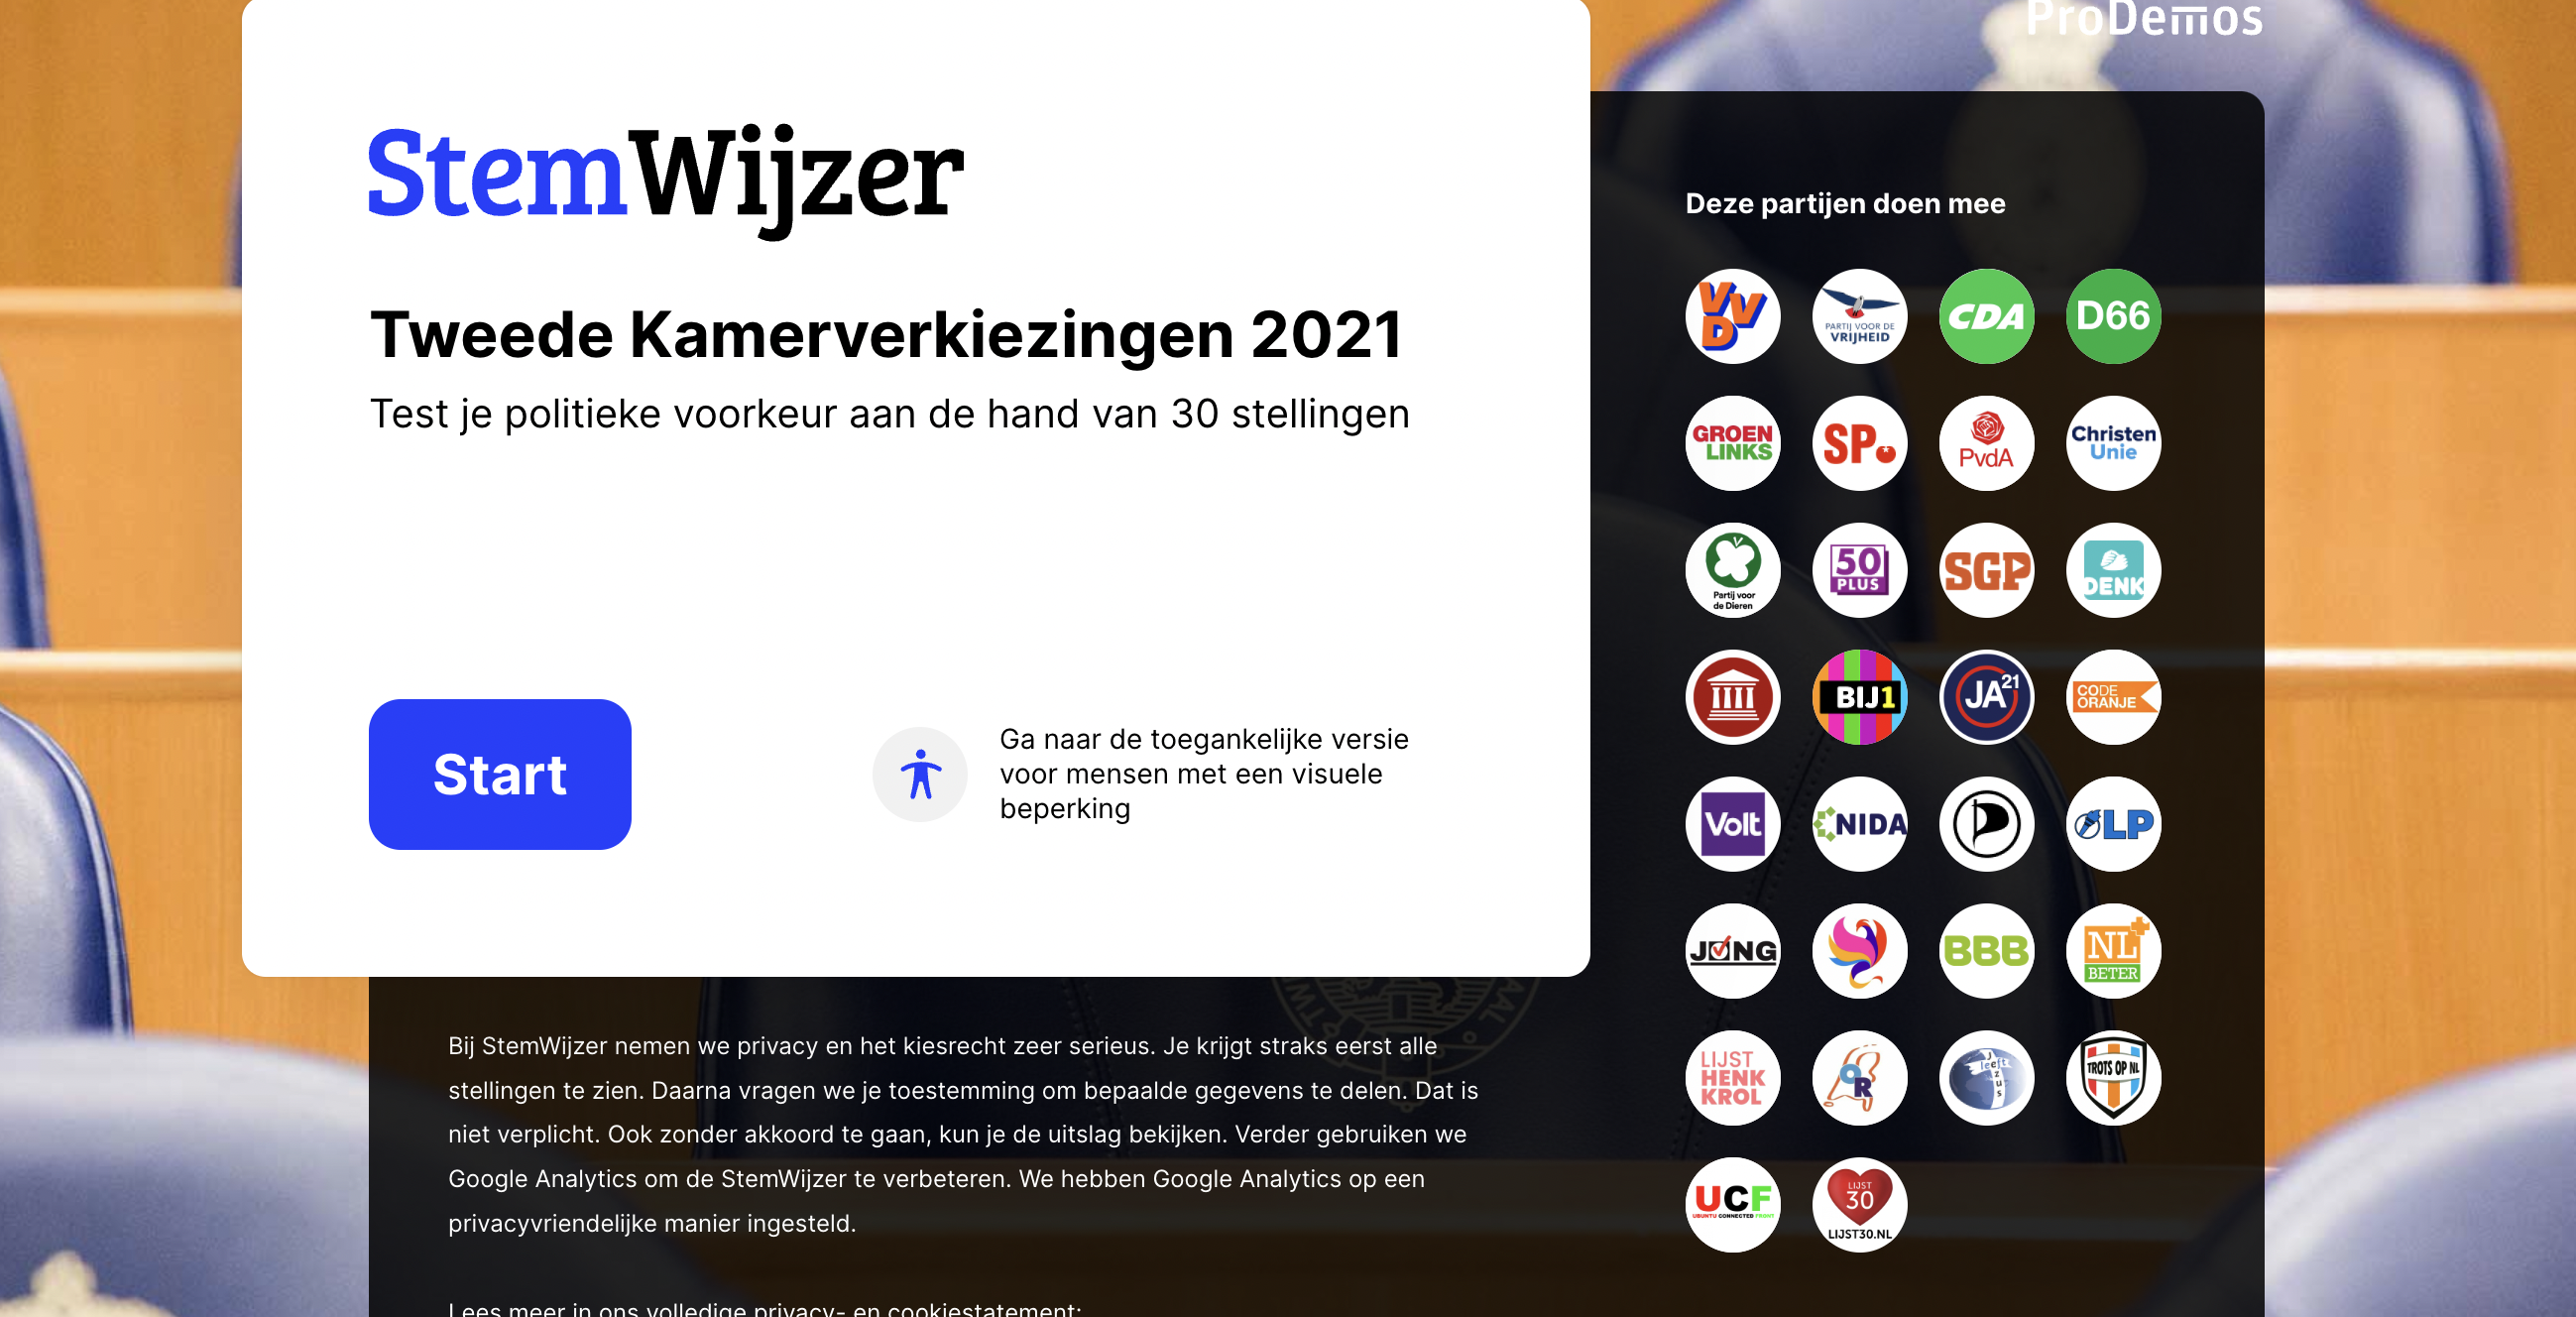 ProDemos
StemWijzer
Tweede Kamerverkiezingen 2021
Test je politieke voorkeur aan de hand van 30 stellingen
Start
Ga naar de toegankelijke versie
voor mensen met een visuele
beperking
Bij StemWijzer nemen we privacy en het kiesrecht zeer serieus. Je krijgt straks eerst alle
stellingen te zien. Daarna vragen we je toestemming om bepaalde gegevens te delen. Dat is
niet verplicht. Ook zonder akkoord te gaan, kun je de uitslag bekijken. Verder gebruiken we
Google Analytics om de StemWijzer te verbeteren. We hebben Google Analytics op een
privacyvriendelijke manier ingesteld.
Lees meer in ons volledige privacy- en cookiestatement:
Deze partijen doen mee
VVD
PARTIJ VOOR DE
VRIJHEID
CDA
D66
GROEN
LINKS
SP
PvdA
Christen
Unie
Partij voor
de Dieren
50
PLUS
SGP
DENK
BIJ1
JA21
CODE
ORANJE
Volt
NIDA
LP
JONG
BBB
NL
BETER
LIJST
HENK
KROL
OR
Jezus
leeft
TROTS OP NL
UCF
UBUNTU CONNECTED FRONT
LIJST
30
LIJST30.NL